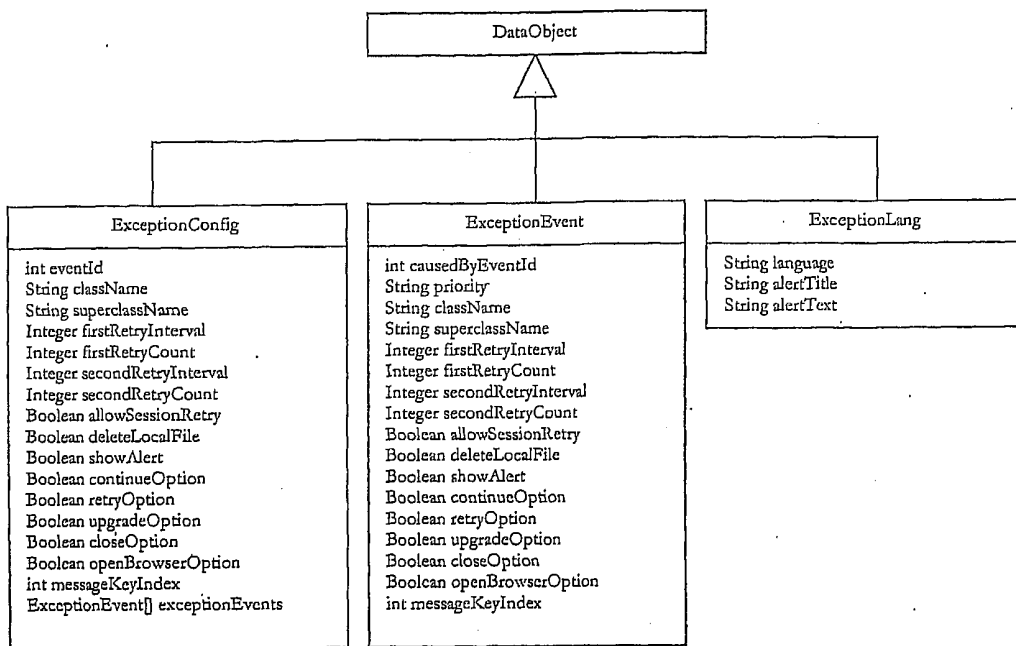 DataObject
ExceptionConfig
int eventId
String className
String superclassName
Integer firstRetryInterval
Integer firstRetryCount
Integer secondRetryInterval
Integer secondRetryCount
Boolean allowSessionRetry
Boolean deleteLocalFile
Boolean showAlert
Boolean continueOption
Boolean retryOption
Boolean upgradeOption
Boolean closeOption
Boolean openBrowserOption
int messageKeyIndex
ExceptionEvent[] exceptionEvents
ExceptionEvent
int causedByEventId
String priority
String className
String superclassName
Integer firstRetryInterval
Integer firstRetryCount
Integer secondRetryInterval
Integer secondRetryCount
Boolean allowSessionRetry
Boolean deleteLocalFile
Boolean showAlert
Boolean continueOption
Boolean retryOption
Boolean upgradeOption
Boolean closeOption
Boolean openBrowserOption
int messageKeyIndex
ExceptionLang
String language
String alertTitle
String alertText